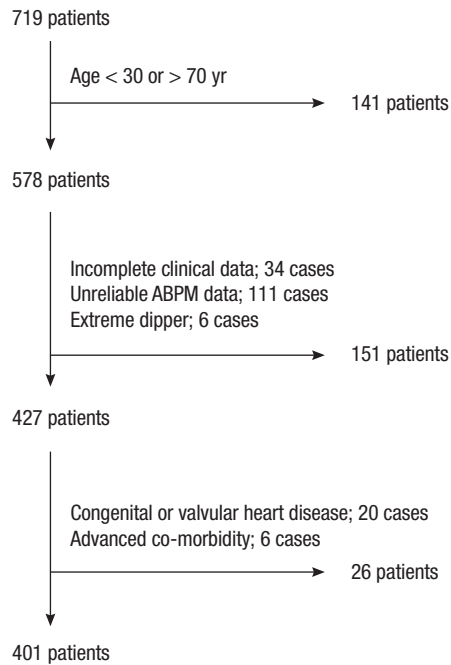 719 patients
Age < 30 or > 70 yr
141 patients
578 patients
Incomplete clinical data; 34 cases
Unreliable ABPM data; 111 cases
Extreme dipper; 6 cases
151 patients
427 patients
Congenital or valvular heart disease; 20 cases
Advanced co-morbidity; 6 cases
26 patients
401 patients